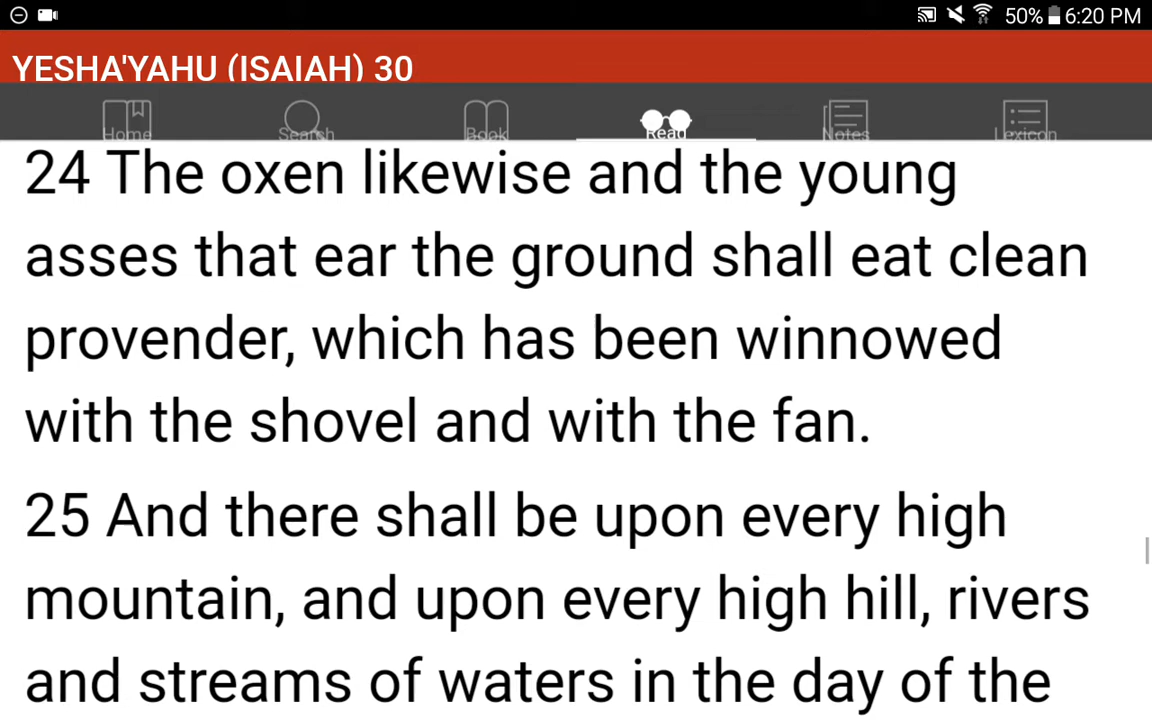 50% 6:20 PM
YESHA'YAHU (ISAIAH) 30
Home Search Book Read Notes Lexicon
24 The oxen likewise and the young
asses that ear the ground shall eat clean
provender, which has been winnowed
with the shovel and with the fan.
25 And there shall be upon every high
mountain, and upon every high hill, rivers
and streams of waters in the day of the